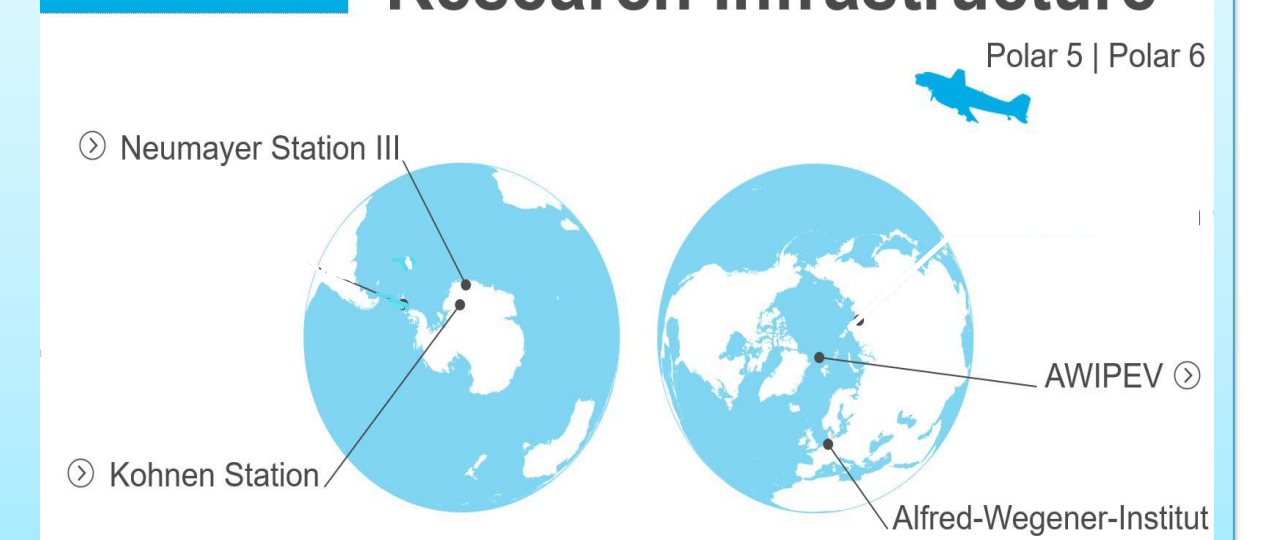 Research Infrastructure
Polar 5 | Polar 6
Neumayer Station III
AWIPEV
Kohnen Station
Alfred-Wegener-Institut